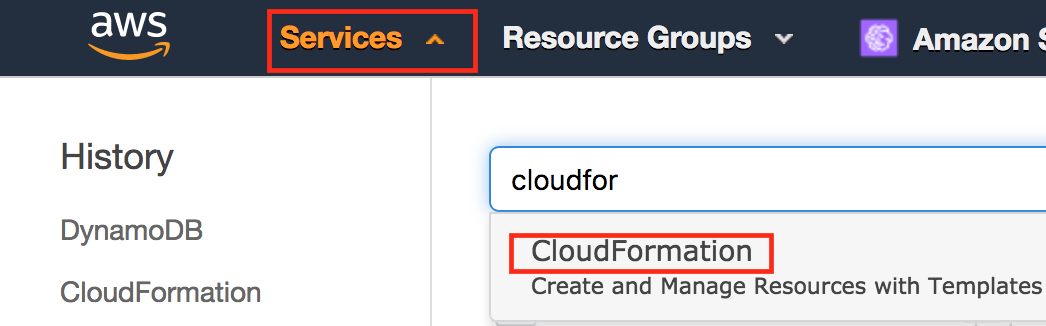 aws
Services
Resource Groups
Amazon S
History
DynamoDB
CloudFormation
cloudfor
CloudFormation
Create and Manage Resources with Templates